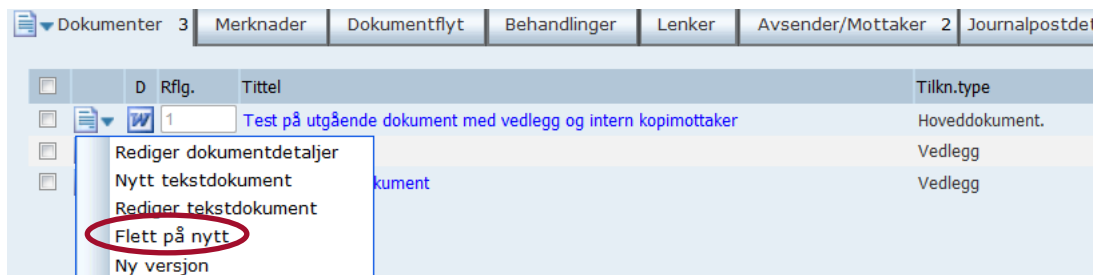 Dokumenter 3 Merknader Dokumentflyt Behandlinger Lenker Avsender/Mottaker 2
D Rflg. Tittel Tilkn.type
W 1 Test på utgående dokument med vedlegg og intern kopimottaker Hoveddokument.
Rediger dokumentdetaljer Vedlegg
Nytt tekstdokument Vedlegg
Rediger tekstdokument
Flett på nytt
Ny versjon